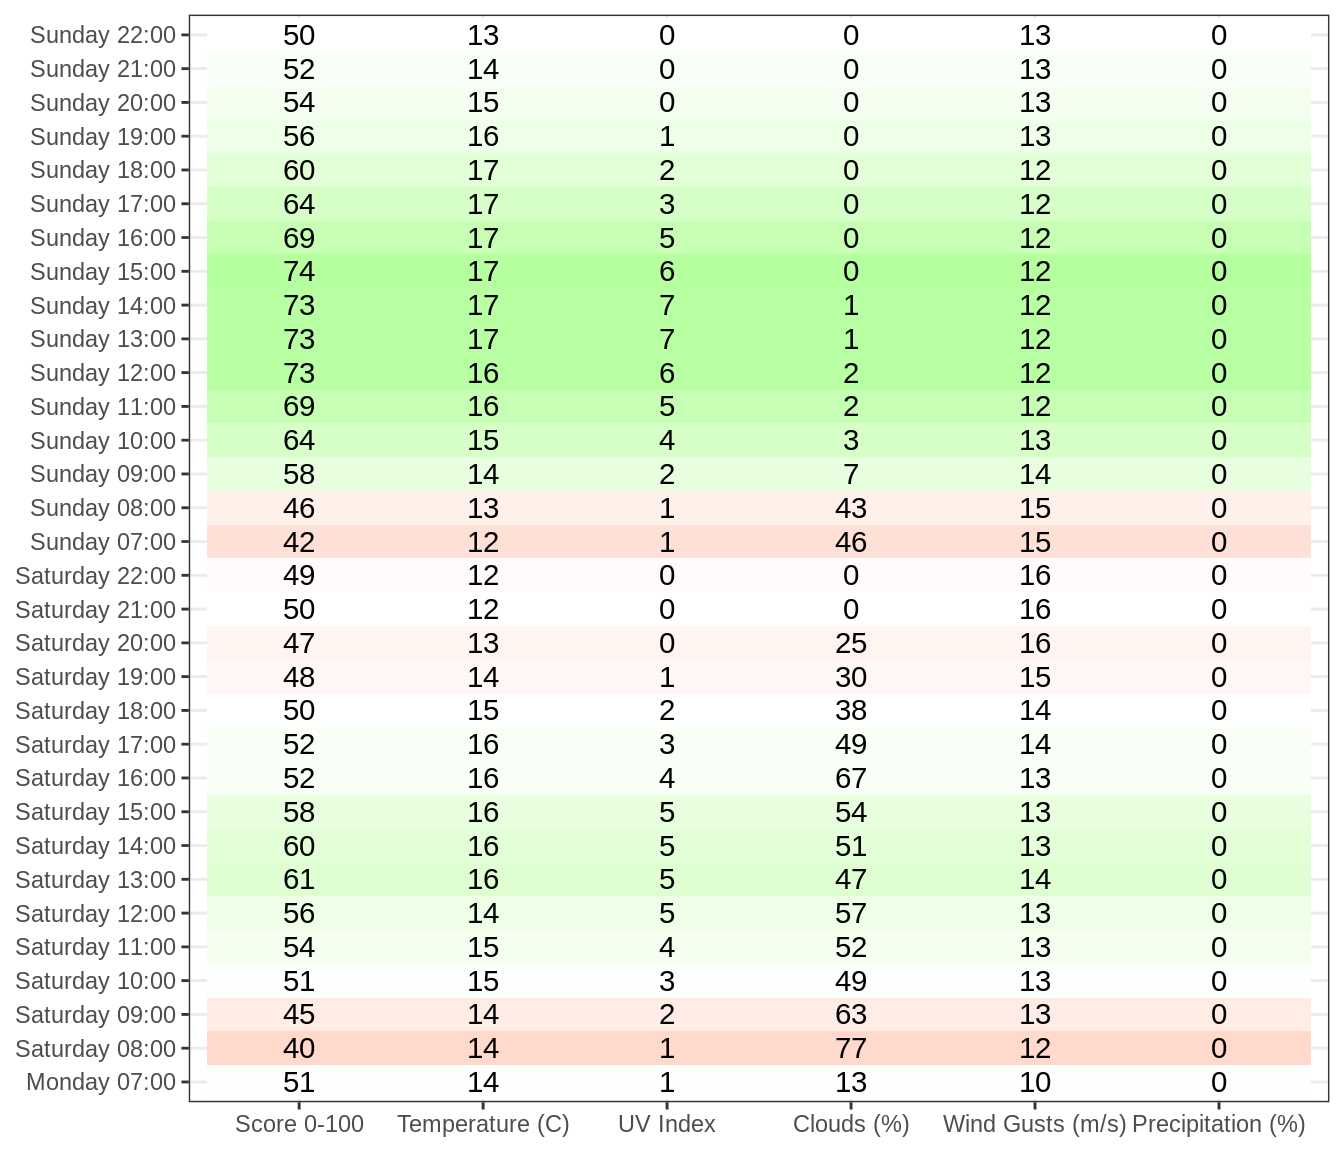 Sunday 22:00 50 13 0 0 13 0
Sunday 21:00 52 14 0 0 13 0
Sunday 20:00 54 15 0 0 13 0
Sunday 19:00 56 16 1 0 13 0
Sunday 18:00 60 17 2 0 12 0
Sunday 17:00 64 17 3 0 12 0
Sunday 16:00 69 17 5 0 12 0
Sunday 15:00 74 17 6 0 12 0
Sunday 14:00 73 17 7 1 12 0
Sunday 13:00 73 17 7 1 12 0
Sunday 12:00 73 16 6 2 12 0
Sunday 11:00 69 16 5 2 12 0
Sunday 10:00 64 15 4 3 13 0
Sunday 09:00 58 14 2 7 14 0
Sunday 08:00 46 13 1 43 15 0
Sunday 07:00 42 12 1 46 15 0
Saturday 22:00 49 12 0 0 16 0
Saturday 21:00 50 12 0 0 16 0
Saturday 20:00 47 13 0 25 16 0
Saturday 19:00 48 14 1 30 15 0
Saturday 18:00 50 15 2 38 14 0
Saturday 17:00 52 16 3 49 14 0
Saturday 16:00 52 16 4 67 13 0
Saturday 15:00 58 16 5 54 13 0
Saturday 14:00 60 16 5 51 13 0
Saturday 13:00 61 16 5 47 14 0
Saturday 12:00 56 14 5 57 13 0
Saturday 11:00 54 15 4 52 13 0
Saturday 10:00 51 15 3 49 13 0
Saturday 09:00 45 14 2 63 13 0
Saturday 08:00 40 14 1 77 12 0
Monday 07:00 51 14 1 13 10 0
Score 0-100 Temperature (C) UV Index Clouds (%) Wind Gusts (m/s) Precipitation (%)